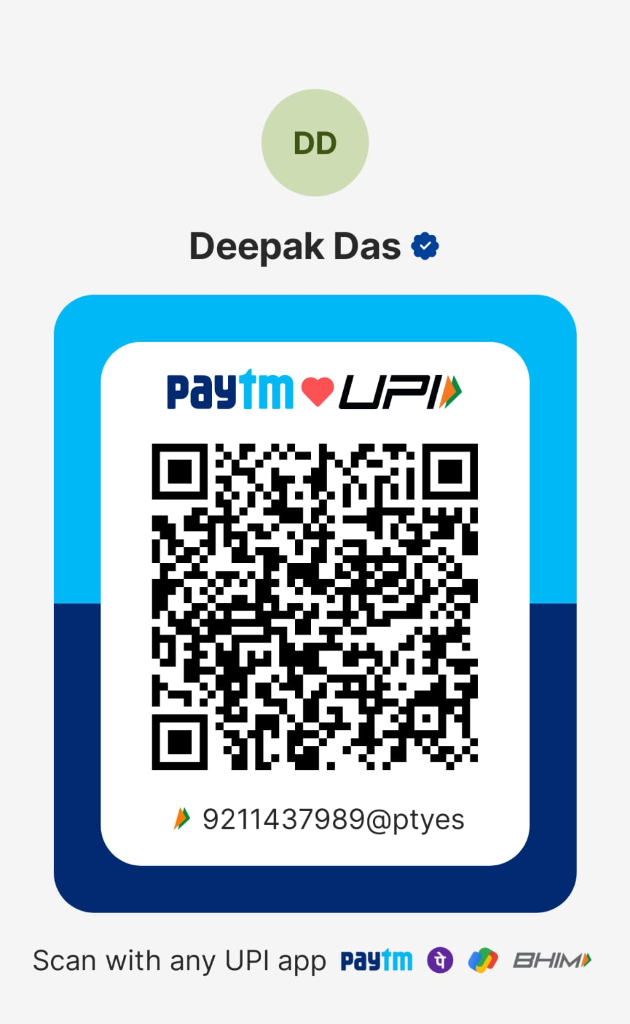 DD
Deepak Das
paytm UPI
9211437989@ptyes
Scan with any UPI app paytm पे BHIM